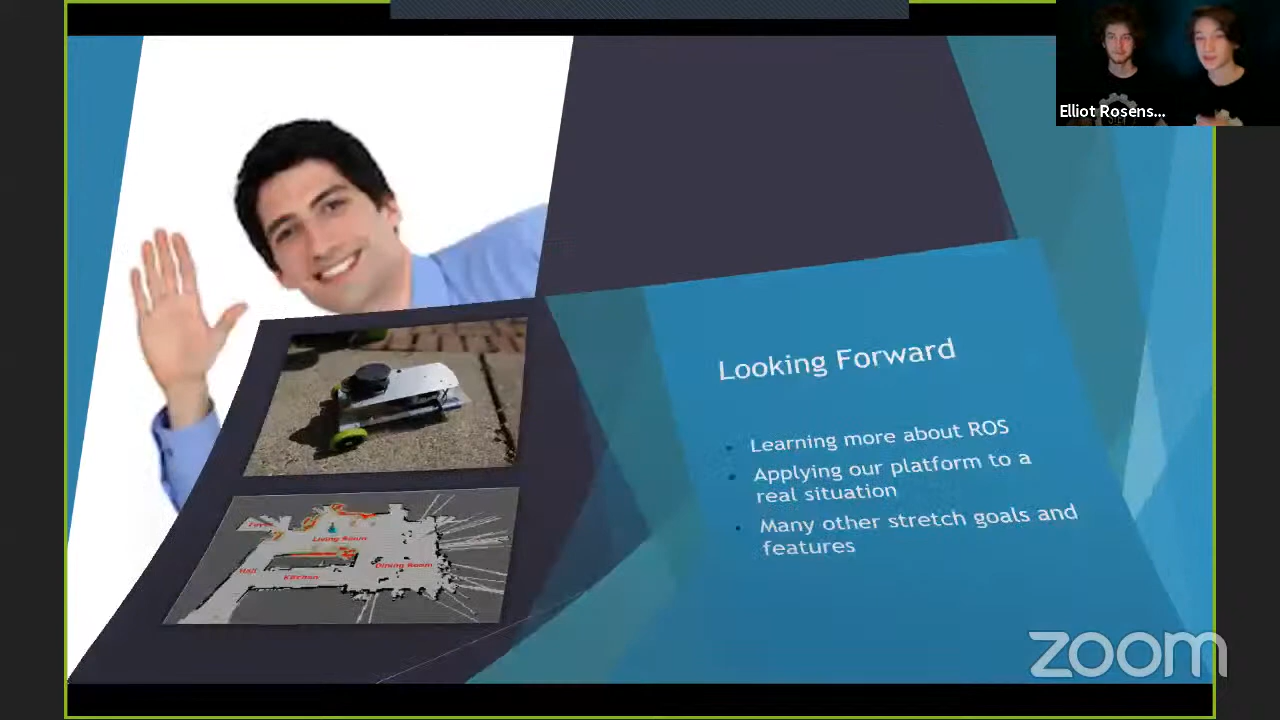 Elliot Rosens...
Looking Forward
Learning more about ROS
Applying our platform to a
real situation
Many other stretch goals and
features
Living Room
Hall
Kitchen
Dining Room
zoom